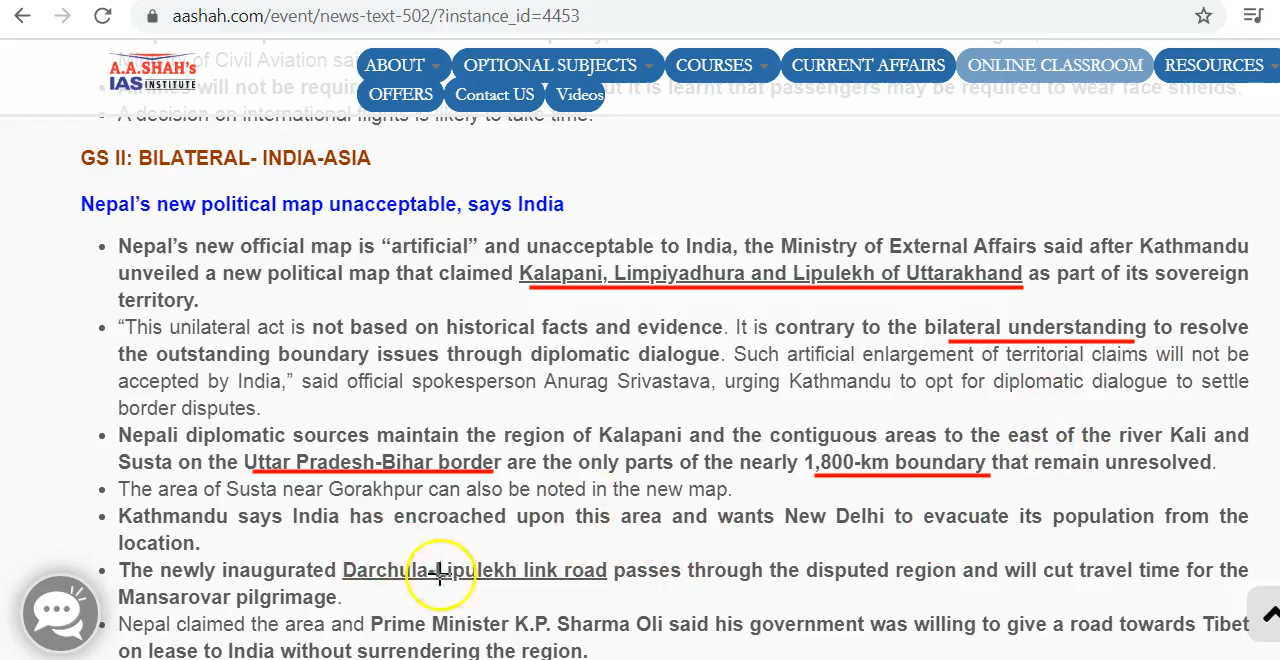 aashah.com/event/news-text-502/?instance_id=4453
A.A.SHAH's
IAS INSTITUTE
ABOUT OPTIONAL SUBJECTS COURSES CURRENT AFFAIRS ONLINE CLASSROOM RESOURCES
OFFERS Contact US Videos
of Civil Aviation
Airlines will not be it is learnt that passengers may be required to wear face shields.
A decision on international flights is likely to take time.
GS II: BILATERAL- INDIA-ASIA
Nepal’s new political map unacceptable, says India
• Nepal’s new official map is “artificial” and unacceptable to India, the Ministry of External Affairs said after Kathmandu
unveiled a new political map that claimed Kalapani, Limpiyadhura and Lipulekh of Uttarakhand as part of its sovereign
territory.
• “This unilateral act is not based on historical facts and evidence. It is contrary to the bilateral understanding to resolve
the outstanding boundary issues through diplomatic dialogue. Such artificial enlargement of territorial claims will not be
accepted by India,” said official spokesperson Anurag Srivastava, urging Kathmandu to opt for diplomatic dialogue to settle
border disputes.
• Nepali diplomatic sources maintain the region of Kalapani and the contiguous areas to the east of the river Kali and
Susta on the Uttar Pradesh-Bihar border are the only parts of the nearly 1,800-km boundary that remain unresolved.
• The area of Susta near Gorakhpur can also be noted in the new map.
• Kathmandu says India has encroached upon this area and wants New Delhi to evacuate its population from the
location.
• The newly inaugurated Darchula-Lipulekh link road passes through the disputed region and will cut travel time for the
Mansarovar pilgrimage.
• Nepal claimed the area and Prime Minister K.P. Sharma Oli said his government was willing to give a road towards Tibet
on lease to India without surrendering the region.